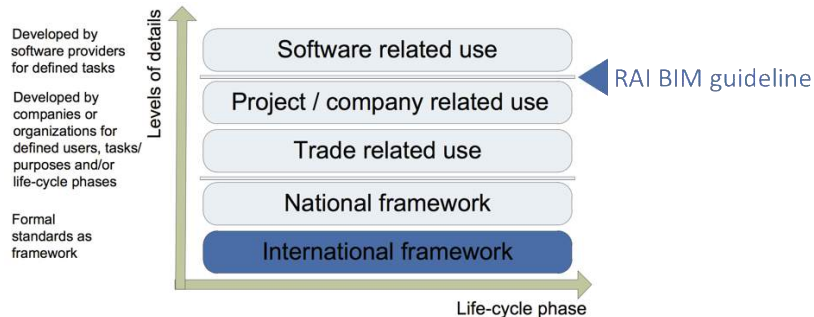 Developed by
software providers
for defined tasks
Developed by
companies or
organizations for
defined users, tasks/
purposes and/or
life-cycle phases
Formal
standards as
framework
Levels of details
Software related use
Project / company related use
Trade related use
National framework
International framework
Life-cycle phase
RAI BIM guideline